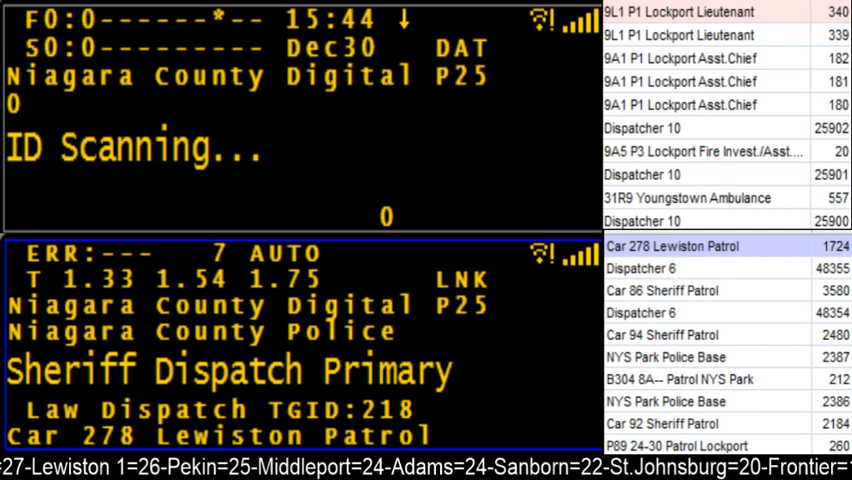 F0:0------*-- 15:44 ↓
S0:0--------- Dec30 DAT
Niagara County Digital P25
0
ID Scanning...
0
9L1 P1 Lockport Lieutenant 340
9L1 P1 Lockport Lieutenant 339
9A1 P1 Lockport Asst.Chief 182
9A1 P1 Lockport Asst.Chief 181
9A1 P1 Lockport Asst.Chief 180
Dispatcher 10 25902
9A5 P3 Lockport Fire Invest./Asst.... 20
Dispatcher 10 25901
31R9 Youngstown Ambulance 557
Dispatcher 10 25900
ERR:--- 7 AUTO
T 1.33 1.54 1.75 LNK
Niagara County Digital P25
Niagara County Police
Sheriff Dispatch Primary
Law Dispatch TGID:218
Car 278 Lewiston Patrol
Car 278 Lewiston Patrol 1724
Dispatcher 6 48355
Car 86 Sheriff Patrol 3580
Dispatcher 6 48354
Car 94 Sheriff Patrol 2480
NYS Park Police Base 2387
B304 8A-- Patrol NYS Park 212
NYS Park Police Base 2386
Car 92 Sheriff Patrol 2184
P89 24-30 Patrol Lockport 260
=27-Lewiston 1=26-Pekin=25-Middleport=24-Adams=24-Sanborn=22-St.Johnsburg=20-Frontier=